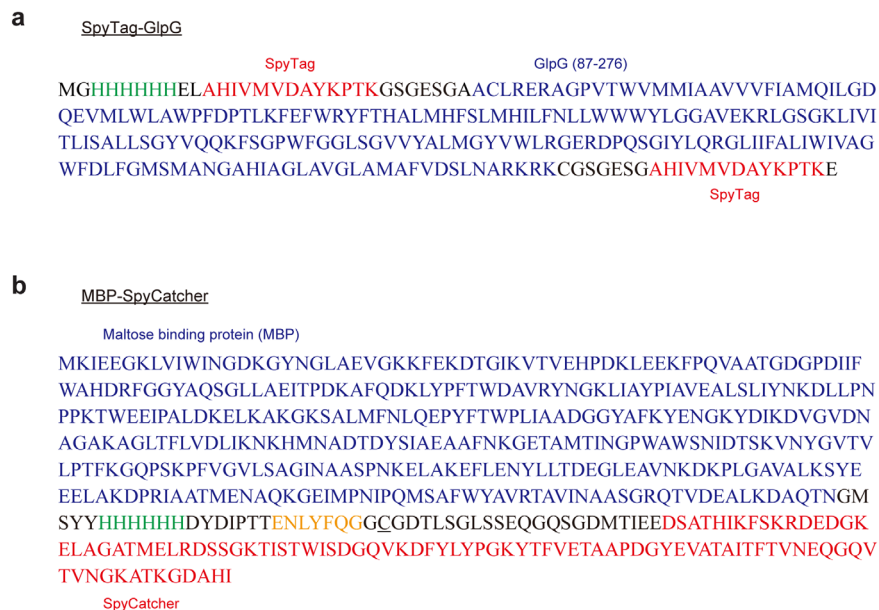 a
SpyTag-GlpG
SpyTag GlpG (87-276)
MGHHHHHHELAHIVMVDAYKPTKGSGESGAACLRERAGPVTWVMMIAAVVVFIAMQILGD
QEVMLWLAWPFDPTLKFEFWRYFTHALMHFSLMHILFNLLWWWYLGGAVEKRLGSGKLIVI
TLISALLSGYVQQKFSGPWFGGLSGVVYALMGYVWLRGERDPQSGIYLQRGLIIFALIWIVAG
WFDLFGMSMANGAHIAGLAVGLAMAFVDSLNARKRKCGSGESGAHIVMVDAYKPTKE
SpyTag
b
MBP-SpyCatcher
Maltose binding protein (MBP)
MKIEEGKLVIWINGDKGYNGLAEVGKKFEKDTGIKVTVEHPDKLEEKFPQVAATGDGPDIIF
WAHDRFGGYAQSGLLAEITPDKAFQDKLYPFTWDAVRYNGKLIAYPIAVEALSLIYNKDLLPN
PPKTWEEIPALDKELKAKGKSALMFNLQEPYFTWPLIAADGGYAFKYENGKYDIKDVGVDN
AGAKAGLTFLVDLIKNKHMNADTDYSIAEAAFNKGETAMTINGPWAWSNIDTSKVNYGVTV
LPTFKGQPSKPFVGVLSAGINAASPNKELAKEFLENYLLTDEGLEAVNKDKPLGAVALKSYE
EELAKDPRIAATMENAQKGEIMPNIPQMSAFWYAVRTAVINAASGRQTVDEALKDAQTNGM
SYYHHHHHHDYDIPTTENLYFQGGCGDTLSGLSSEQGQSGDMTIEEDSATHIKFSKRDEDGK
ELAGATMELRDSSGKTISTWISDGQVKDFYLYPGKYTFVETAAPDGYEVATAITFTVNEQGQV
TVNGKATKGDAHI
SpyCatcher